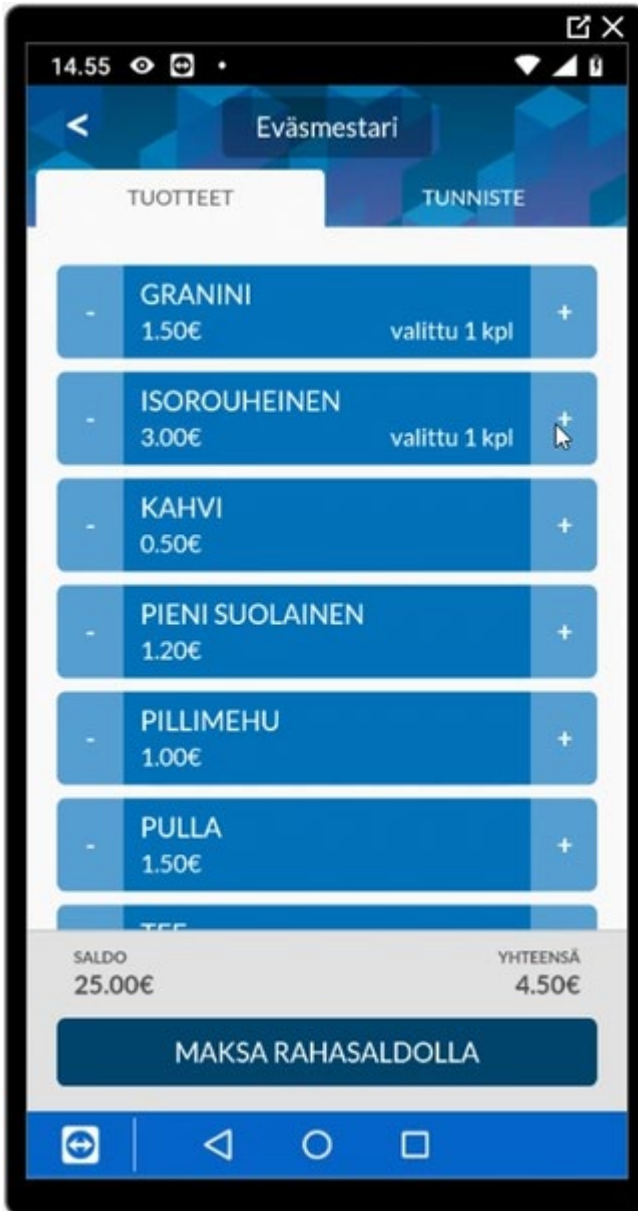 14.55
<
Eväsmestari
TUOTTEET
TUNNISTE
GRANINI
- 1.50€ valittu 1 kpl +
ISOROUHEINEN
- 3.00€ valittu 1 kpl +
KAHVI
- 0.50€ +
PIENI SUOLAINEN
- 1.20€ +
PILLIMEHU
- 1.00€ +
PULLA
- 1.50€ +
TEE
SALDO YHTEENSÄ
25.00€ 4.50€
MAKSA RAHASALDOLLA